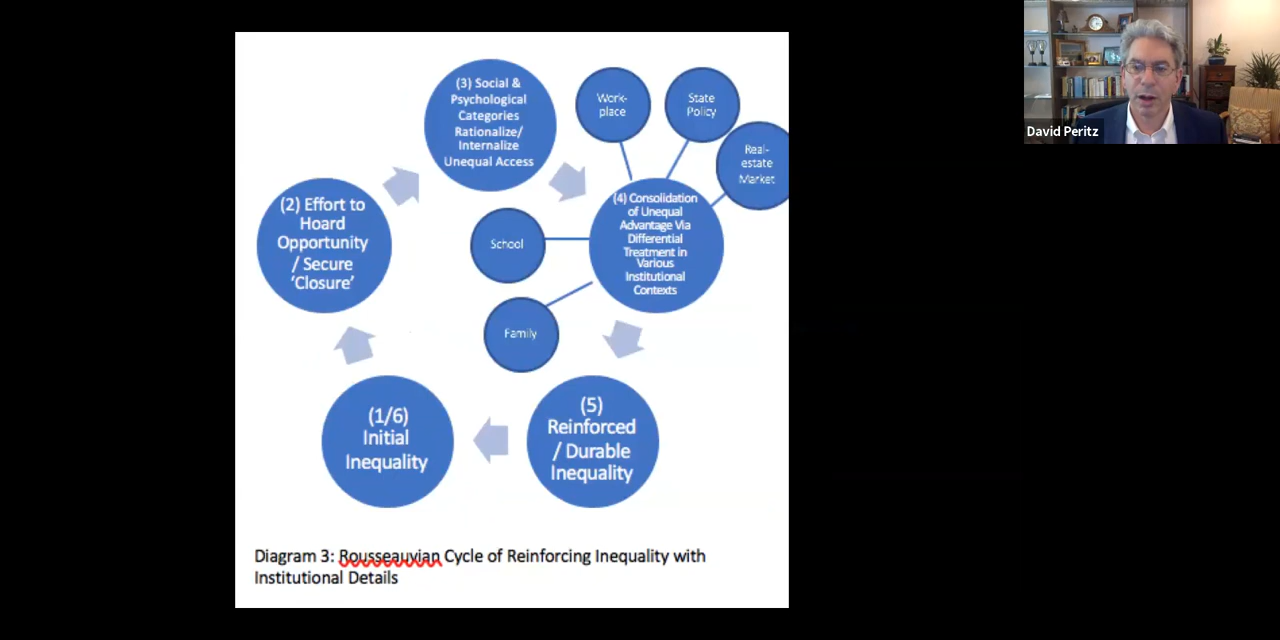 (3) Social &
Psychological
Categories
Rationalize/
Internalize
Unequal Access
Work-
place
State
Policy
Real-
estate
Market
(2) Effort to
Hoard
Opportunity
/ Secure
‘Closure’
School
(4) Consolidation
of Unequal
Advantage Via
Differential
Treatment in
Various
Institutional
Contexts
Family
(1/6)
Initial
Inequality
(5)
Reinforced
/ Durable
Inequality
Diagram 3: Rousseauvian Cycle of Reinforcing Inequality with
Institutional Details
David Peritz